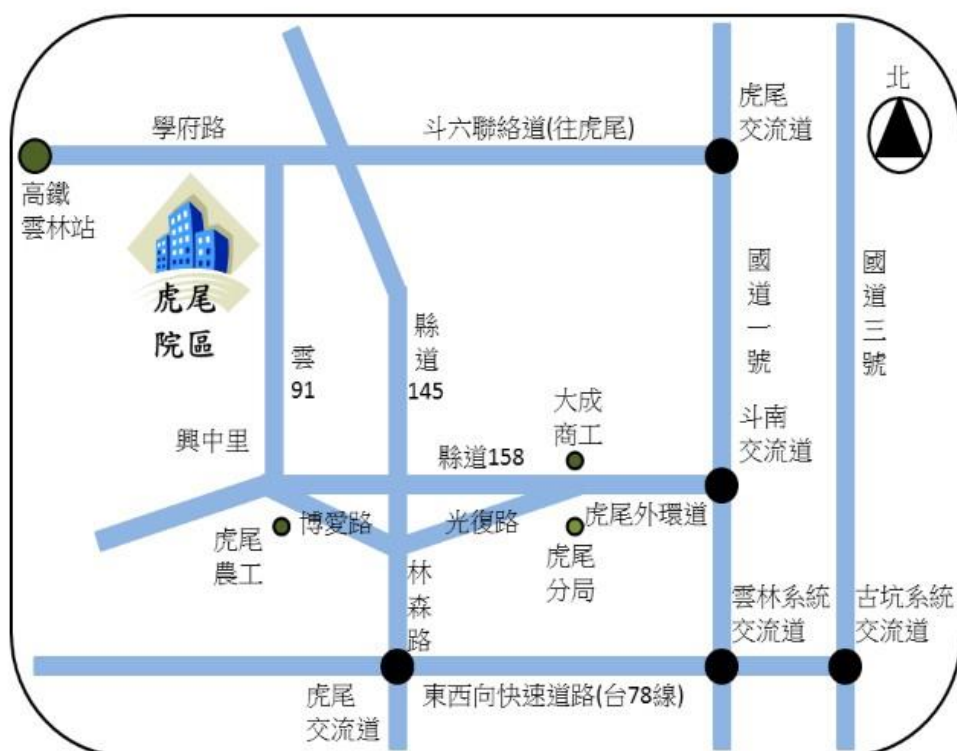 北
虎尾
交流道
學府路
斗六聯絡道(往虎尾)
高鐵
雲林站
虎尾
院區
國道一號
國道三號
雲
91
縣道
145
大成
商工
斗南
交流道
興中里
縣道158
博愛路
光復路
虎尾外環道
虎尾
農工
虎尾
分局
林森路
雲林系統
交流道
古坑系統
交流道
虎尾
交流道
東西向快速道路(台78線)